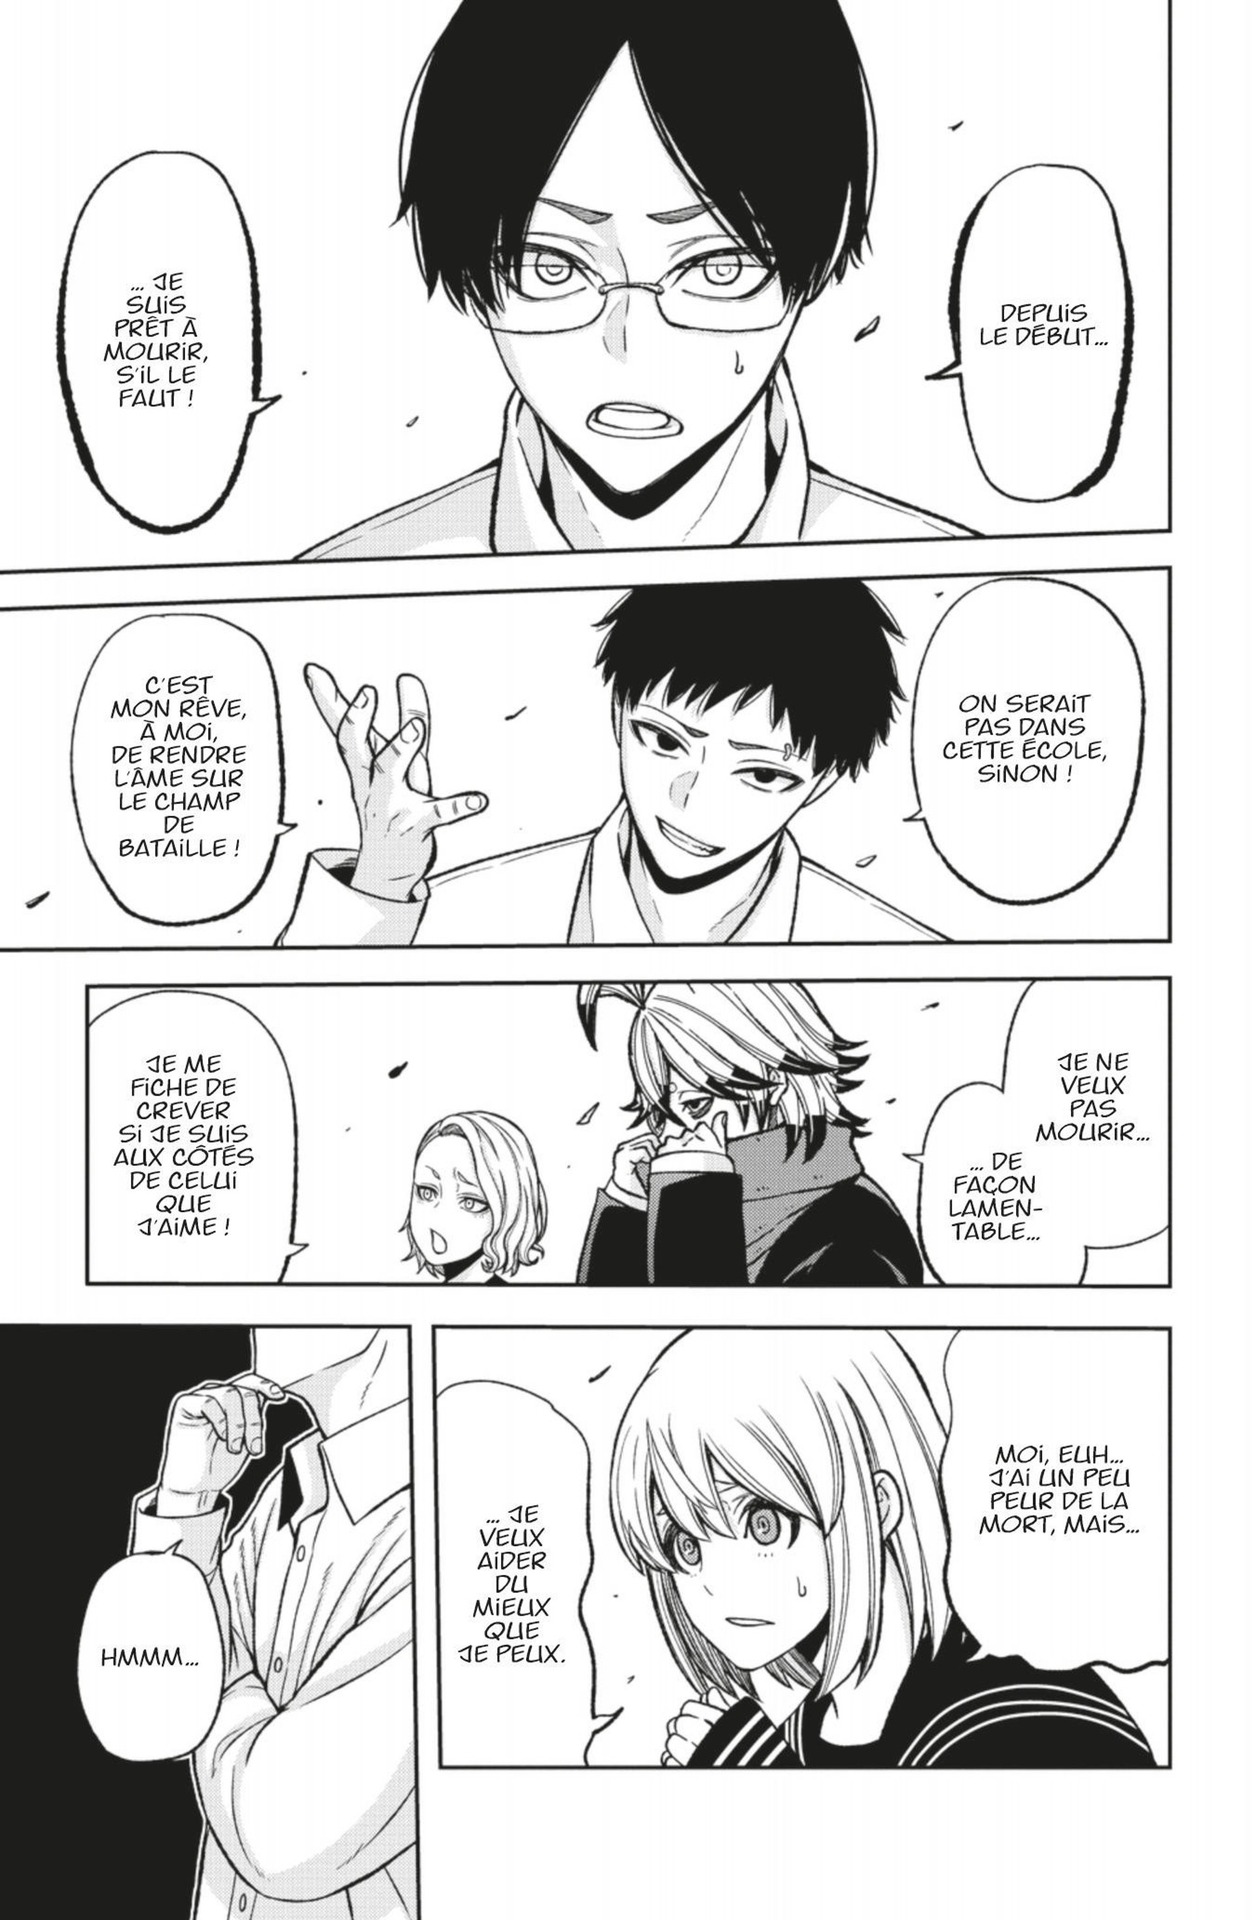 DEPUIS
LE DÉBUT...
... JE
SUIS
PRÊT À
MOURIR,
S'IL LE
FAUT !
ON SERAIT
PAS DANS
CETTE ÉCOLE,
SINON !
C'EST
MON RÊVE,
À MOI,
DE RENDRE
L'ÂME SUR
LE CHAMP
DE
BATAILLE !
JE NE
VEUX
PAS
MOURIR...
... DE
FAÇON
LAMEN-
TABLE...
JE ME
FICHE DE
CREVER
SI JE SUIS
AUX CÔTÉS
DE CELUI
QUE
J'AIME !
MOI, EUH...
J'AI UN PEU
PEUR DE LA
MORT, MAIS...
... JE
VEUX
AIDER
DU
MIEUX
QUE
JE PEUX.
HMMM...